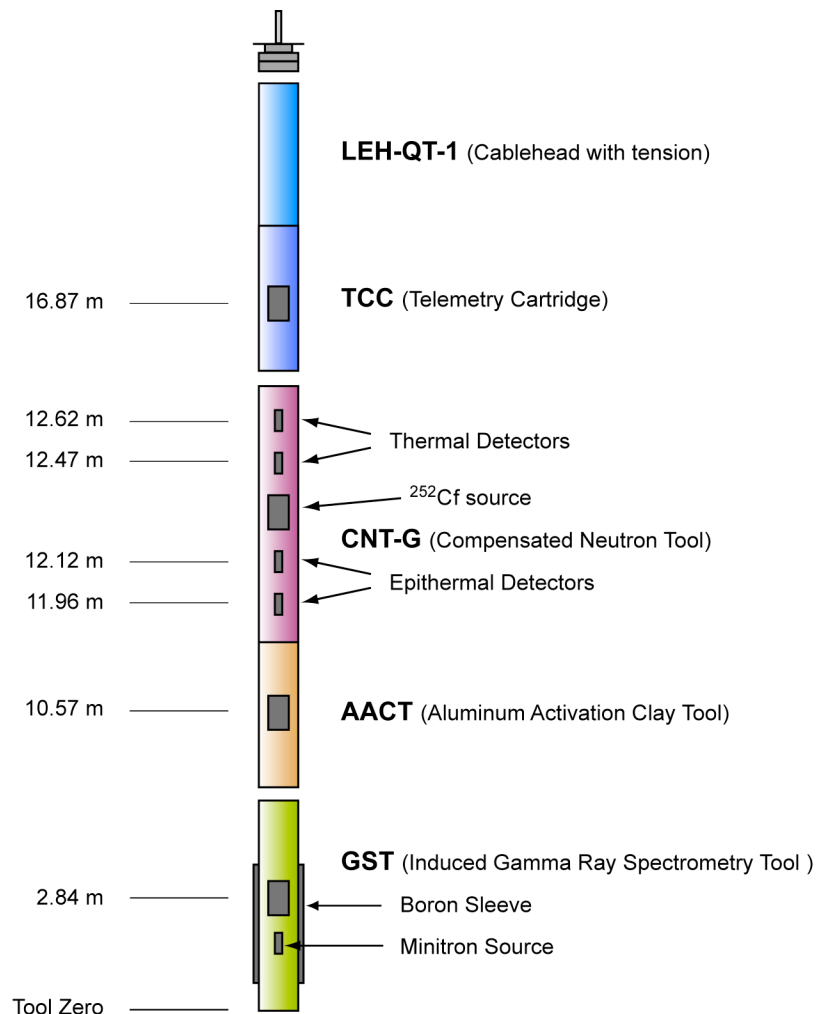 LEH-QT-1 (Cablehead with tension)
16.87 m
TCC (Telemetry Cartridge)
12.62 m
Thermal Detectors
12.47 m
²⁵²Cf source
CNT-G (Compensated Neutron Tool)
12.12 m
Epithermal Detectors
11.96 m
10.57 m
AACT (Aluminum Activation Clay Tool)
GST (Induced Gamma Ray Spectrometry Tool )
2.84 m
Boron Sleeve
Minitron Source
Tool Zero